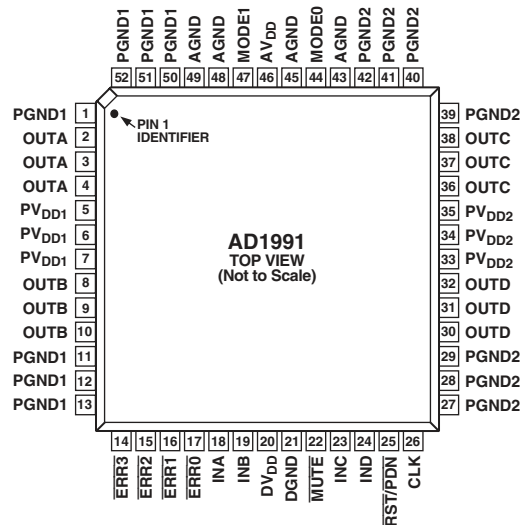 PGND1
PGND1
PGND1
AGND
AGND
MODE1
AVDD
AGND
MODE0
AGND
PGND2
PGND2
PGND2
52 51 50 49 48 47 46 45 44 43 42 41 40
PGND1 1
OUTA 2
OUTA 3
OUTA 4
PVDD1 5
PVDD1 6
PVDD1 7
OUTB 8
OUTB 9
OUTB 10
PGND1 11
PGND1 12
PGND1 13
PIN 1
IDENTIFIER
AD1991
TOP VIEW
(Not to Scale)
39 PGND2
38 OUTC
37 OUTC
36 OUTC
35 PVDD2
34 PVDD2
33 PVDD2
32 OUTD
31 OUTD
30 OUTD
29 PGND2
28 PGND2
27 PGND2
14 15 16 17 18 19 20 21 22 23 24 25 26
ERR3
ERR2
ERR1
ERR0
INA
INB
DVDD
DGND
MUTE
INC
IND
RST/PDN
CLK